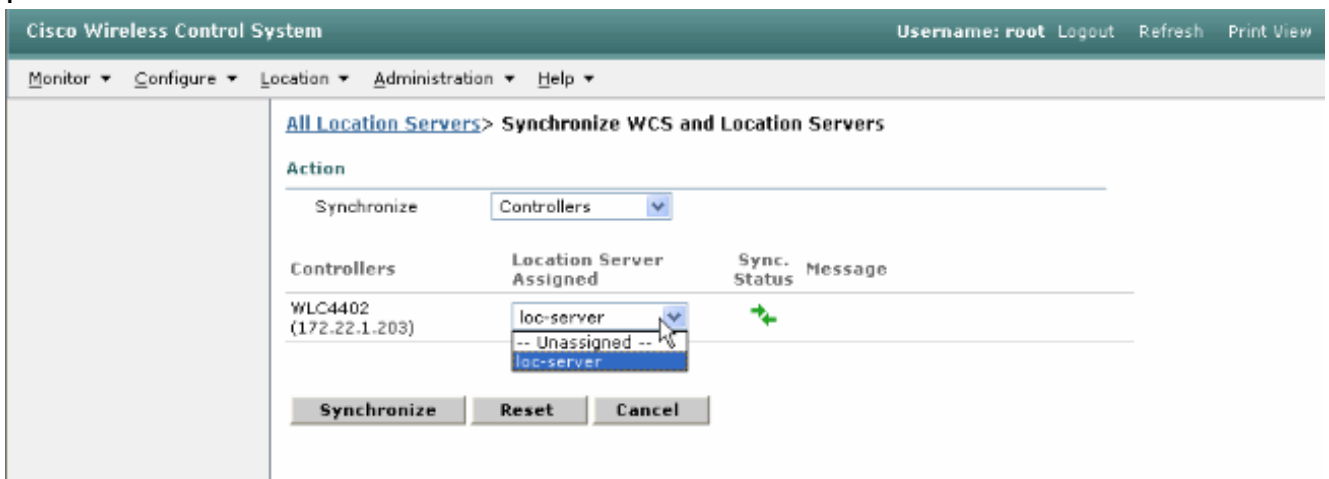 Cisco Wireless Control System Username: root Logout Refresh Print View
Monitor Configure Location Administration Help
All Location Servers> Synchronize WCS and Location Servers
Action
Synchronize Controllers
Controllers Location Server Assigned Sync. Status Message
WLC4402
(172.22.1.203)
loc-server
-- Unassigned --
loc-server
Synchronize Reset Cancel